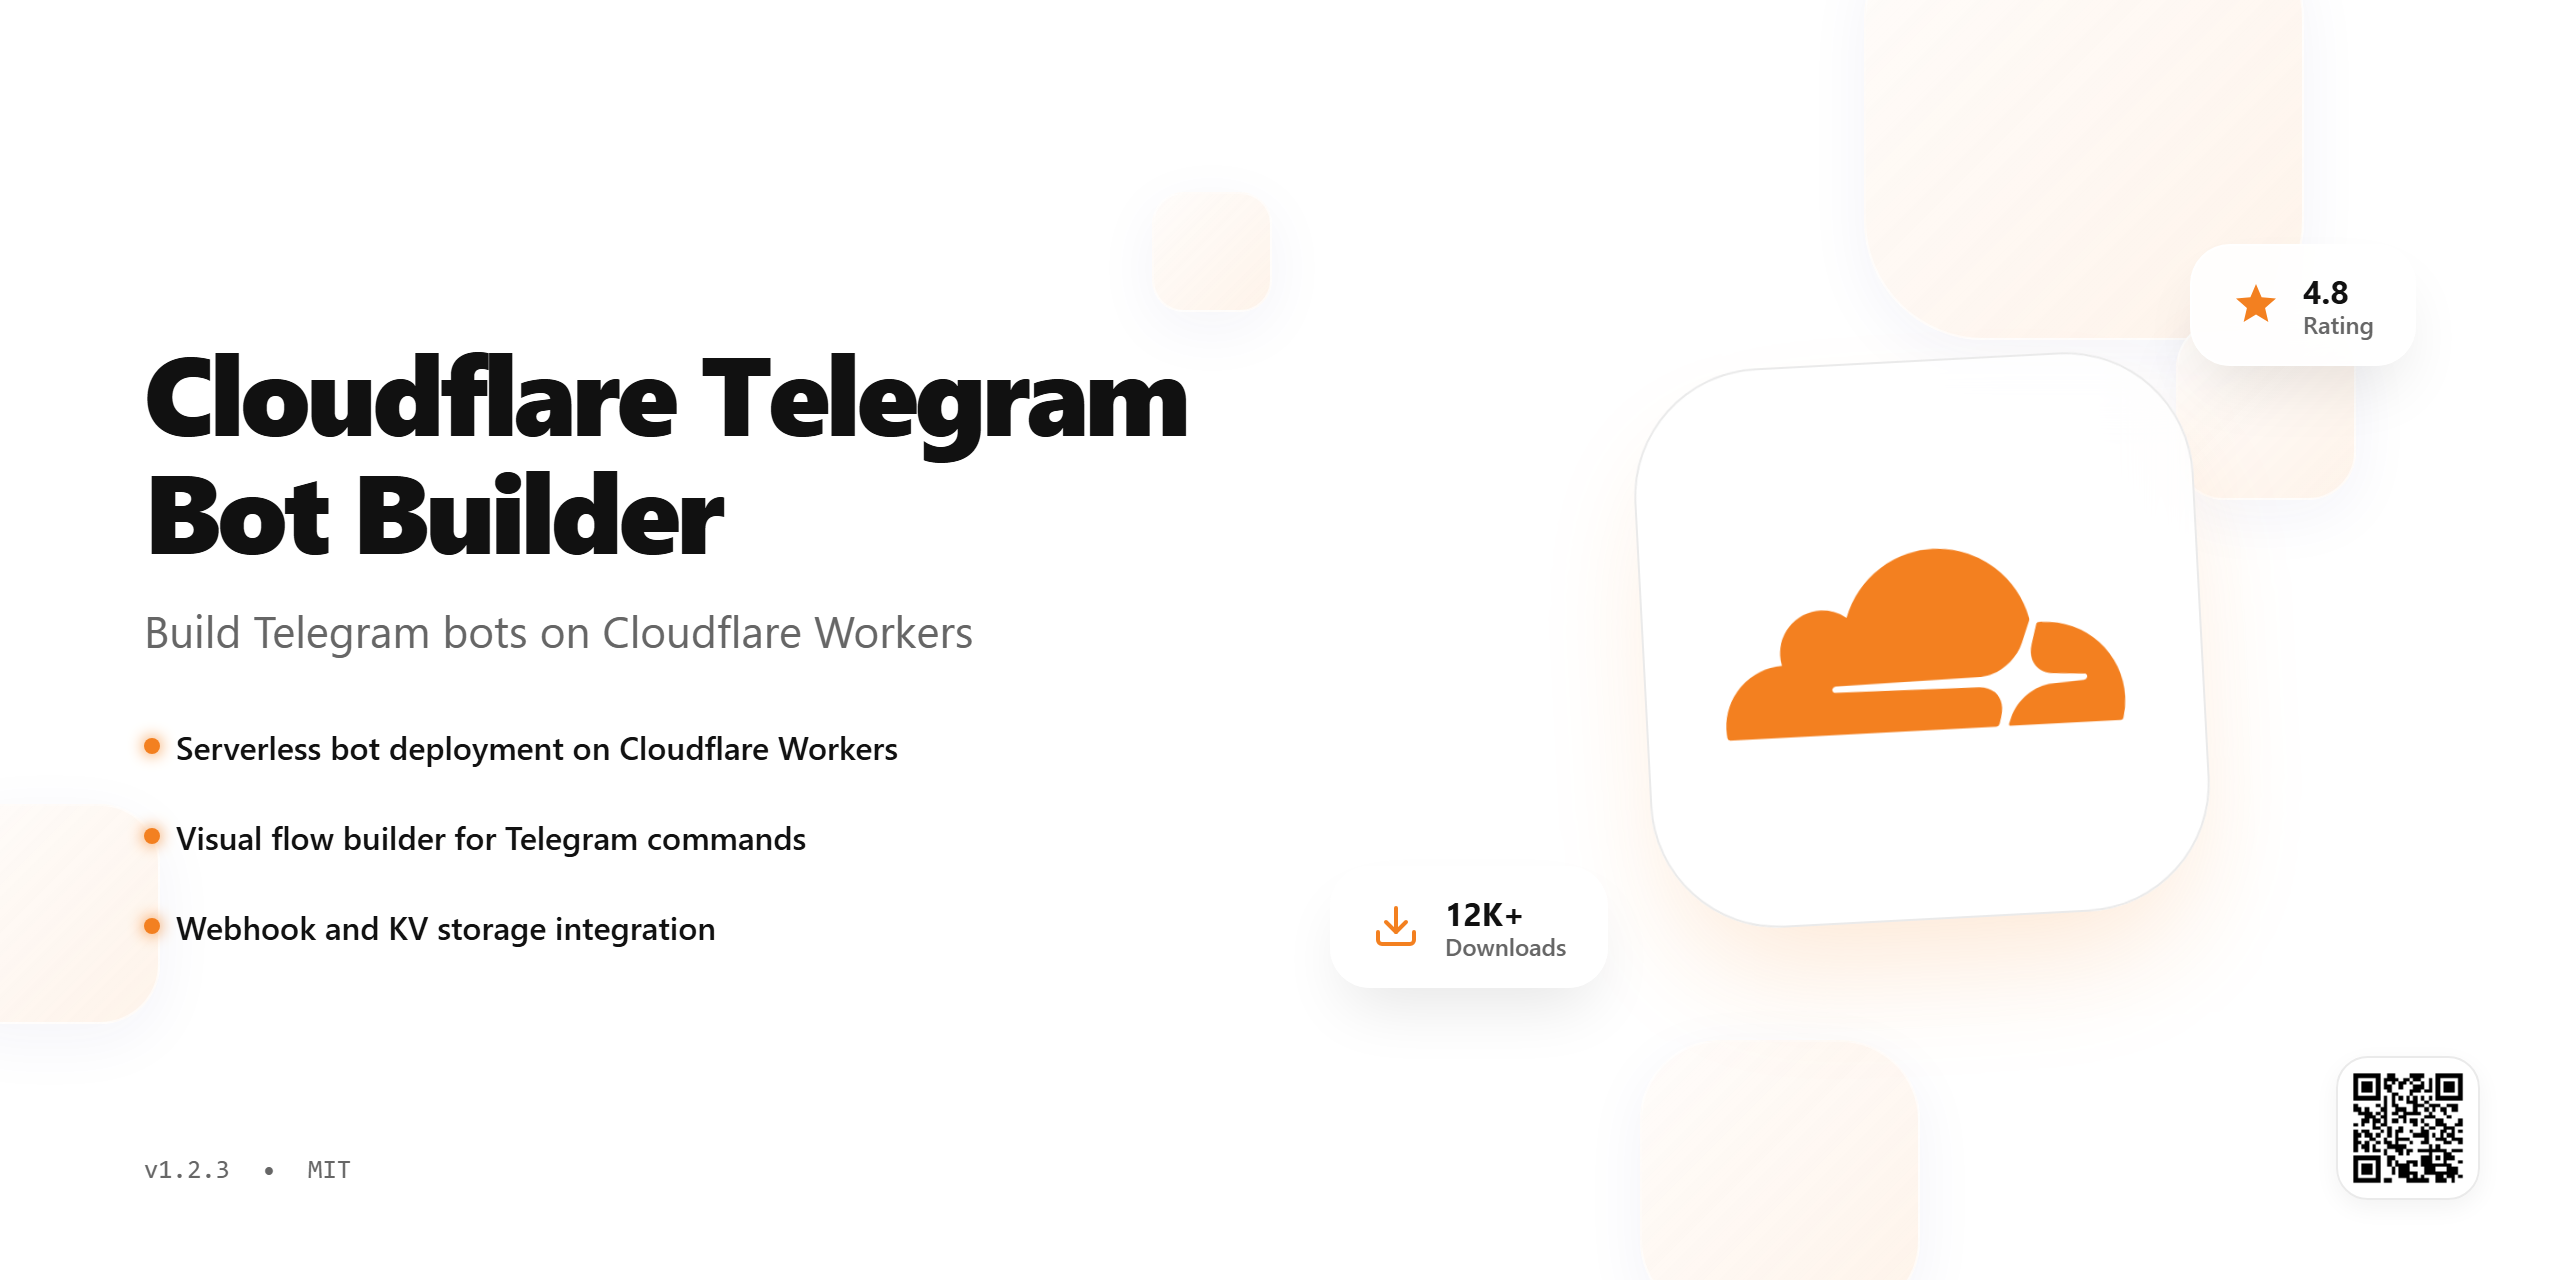 Cloudflare Telegram
Bot Builder
Build Telegram bots on Cloudflare Workers
Serverless bot deployment on Cloudflare Workers
Visual flow builder for Telegram commands
Webhook and KV storage integration
v1.2.3 • MIT
4.8
Rating
12K+
Downloads